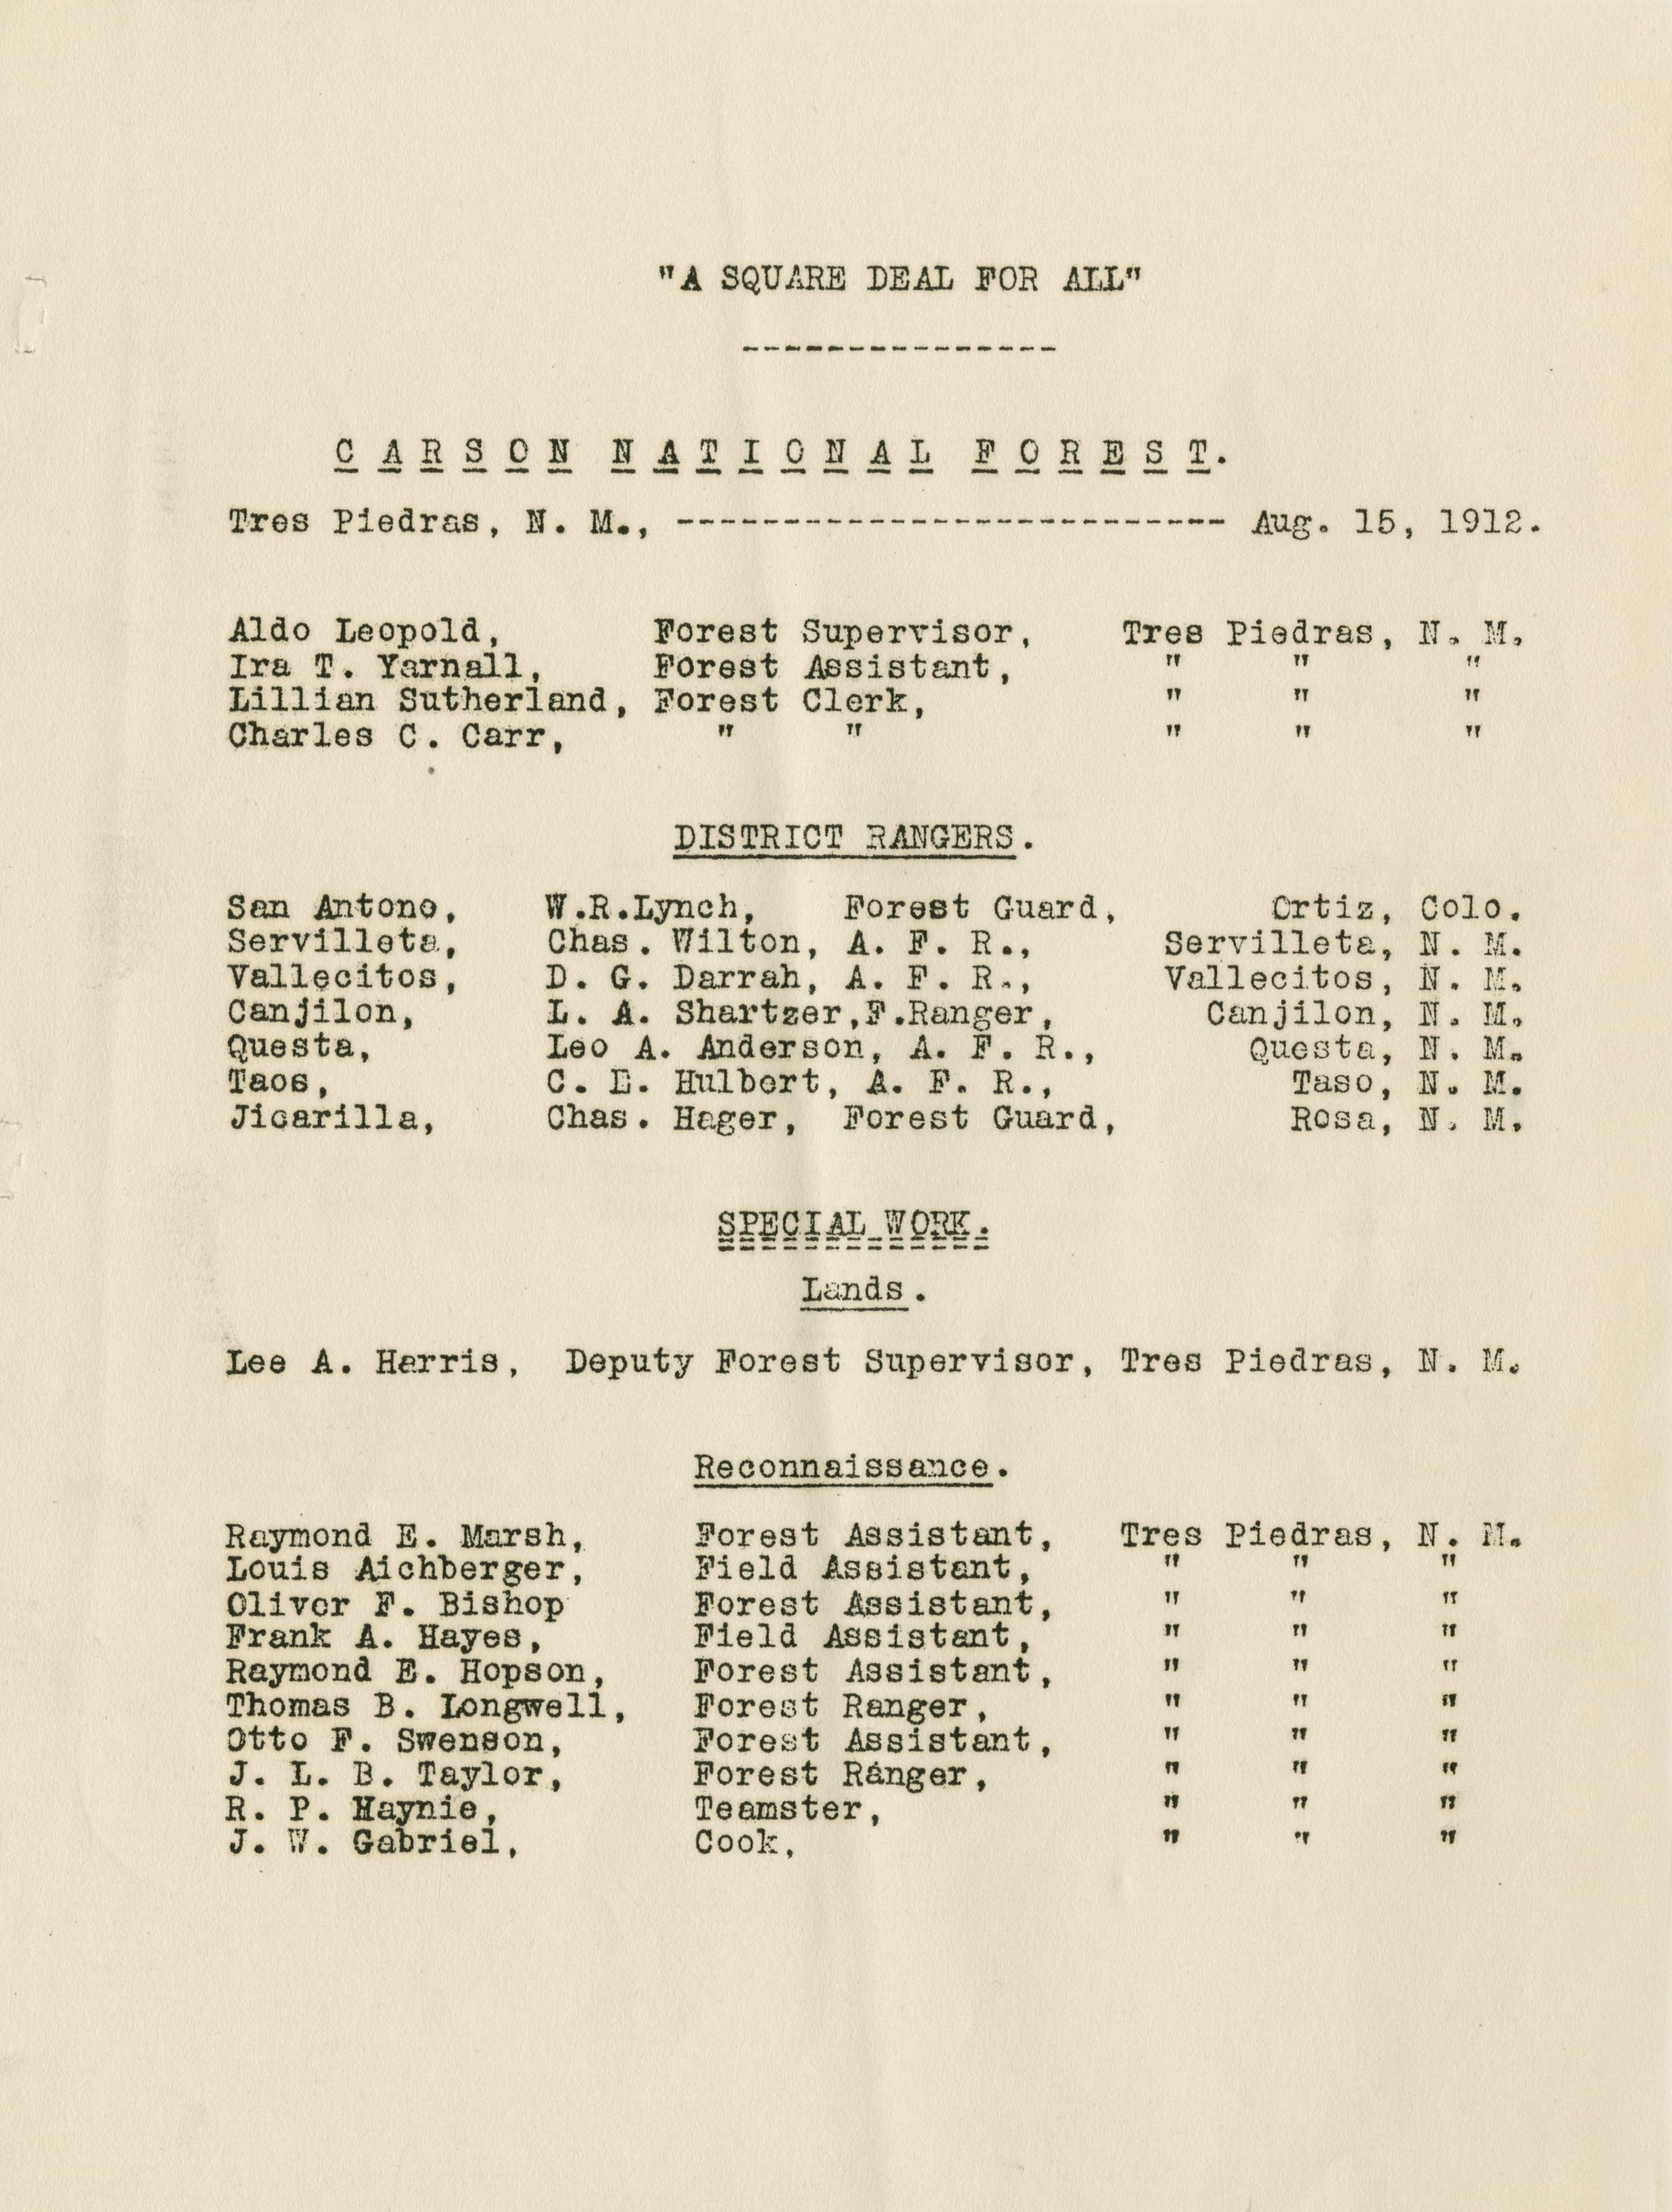 "A SQUARE DEAL FOR ALL"
---------------
CARSON NATIONAL FOREST.
Tres Piedras, N. M., -------------------------- Aug. 15, 1912.
Aldo Leopold, Forest Supervisor, Tres Piedras, N. M.
Ira T. Yarnall, Forest Assistant, " " "
Lillian Sutherland, Forest Clerk, " " "
Charles C. Carr, " " " " "
DISTRICT RANGERS.
San Antone, W.R.Lynch, Forest Guard, Ortiz, Colo.
Servilleta, Chas. Wilton, A. F. R., Servilleta, N. M.
Vallecitos, D. G. Darrah, A. F. R., Vallecitos, N. M.
Canjilon, L. A. Shartzer,F.Ranger, Canjilon, N. M.
Questa, Leo A. Anderson, A. F. R., Questa, N. M.
Taos, C. E. Hulbert, A. F. R., Taso, N. M.
Jicarilla, Chas. Hager, Forest Guard, Rosa, N. M.
SPECIAL WORK.
Lands.
Lee A. Harris, Deputy Forest Supervisor, Tres Piedras, N. M.
Reconnaissance.
Raymond E. Marsh, Forest Assistant, Tres Piedras, N. M.
Louis Aichberger, Field Assistant, " " "
Oliver F. Bishop Forest Assistant, " " "
Frank A. Hayes, Field Assistant, " " "
Raymond E. Hopson, Forest Assistant, " " "
Thomas B. Longwell, Forest Ranger, " " "
Otto F. Swenson, Forest Assistant, " " "
J. L. B. Taylor, Forest Ranger, " " "
R. P. Haynie, Teamster, " " "
J. W. Gabriel, Cook, " " "